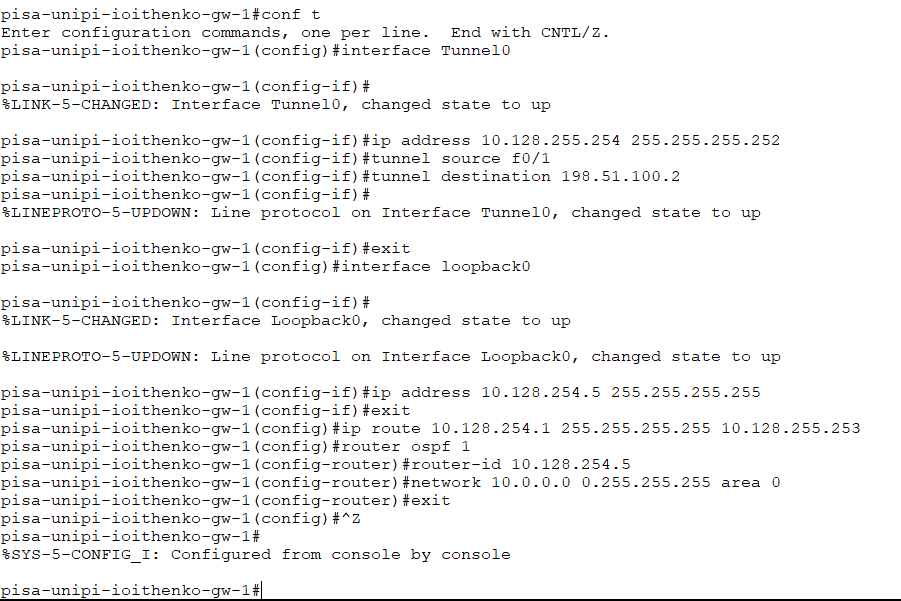 pisa-unipi-ioithenko-gw-1#conf t
Enter configuration commands, one per line.  End with CNTL/Z.
pisa-unipi-ioithenko-gw-1(config)#interface Tunnel0
pisa-unipi-ioithenko-gw-1(config-if)#
%LINK-5-CHANGED: Interface Tunnel0, changed state to up
pisa-unipi-ioithenko-gw-1(config-if)#ip address 10.128.255.254 255.255.255.252
pisa-unipi-ioithenko-gw-1(config-if)#tunnel source f0/1
pisa-unipi-ioithenko-gw-1(config-if)#tunnel destination 198.51.100.2
pisa-unipi-ioithenko-gw-1(config-if)#
%LINEPROTO-5-UPDOWN: Line protocol on Interface Tunnel0, changed state to up
pisa-unipi-ioithenko-gw-1(config-if)#exit
pisa-unipi-ioithenko-gw-1(config)#interface loopback0
pisa-unipi-ioithenko-gw-1(config-if)#
%LINK-5-CHANGED: Interface Loopback0, changed state to up
%LINEPROTO-5-UPDOWN: Line protocol on Interface Loopback0, changed state to up
pisa-unipi-ioithenko-gw-1(config-if)#ip address 10.128.254.5 255.255.255.255
pisa-unipi-ioithenko-gw-1(config-if)#exit
pisa-unipi-ioithenko-gw-1(config)#ip route 10.128.254.1 255.255.255.255 10.128.255.253
pisa-unipi-ioithenko-gw-1(config)#router ospf 1
pisa-unipi-ioithenko-gw-1(config-router)#router-id 10.128.254.5
pisa-unipi-ioithenko-gw-1(config-router)#network 10.0.0.0 0.255.255.255 area 0
pisa-unipi-ioithenko-gw-1(config-router)#exit
pisa-unipi-ioithenko-gw-1(config)#^Z
pisa-unipi-ioithenko-gw-1#
%SYS-5-CONFIG_I: Configured from console by console
pisa-unipi-ioithenko-gw-1#